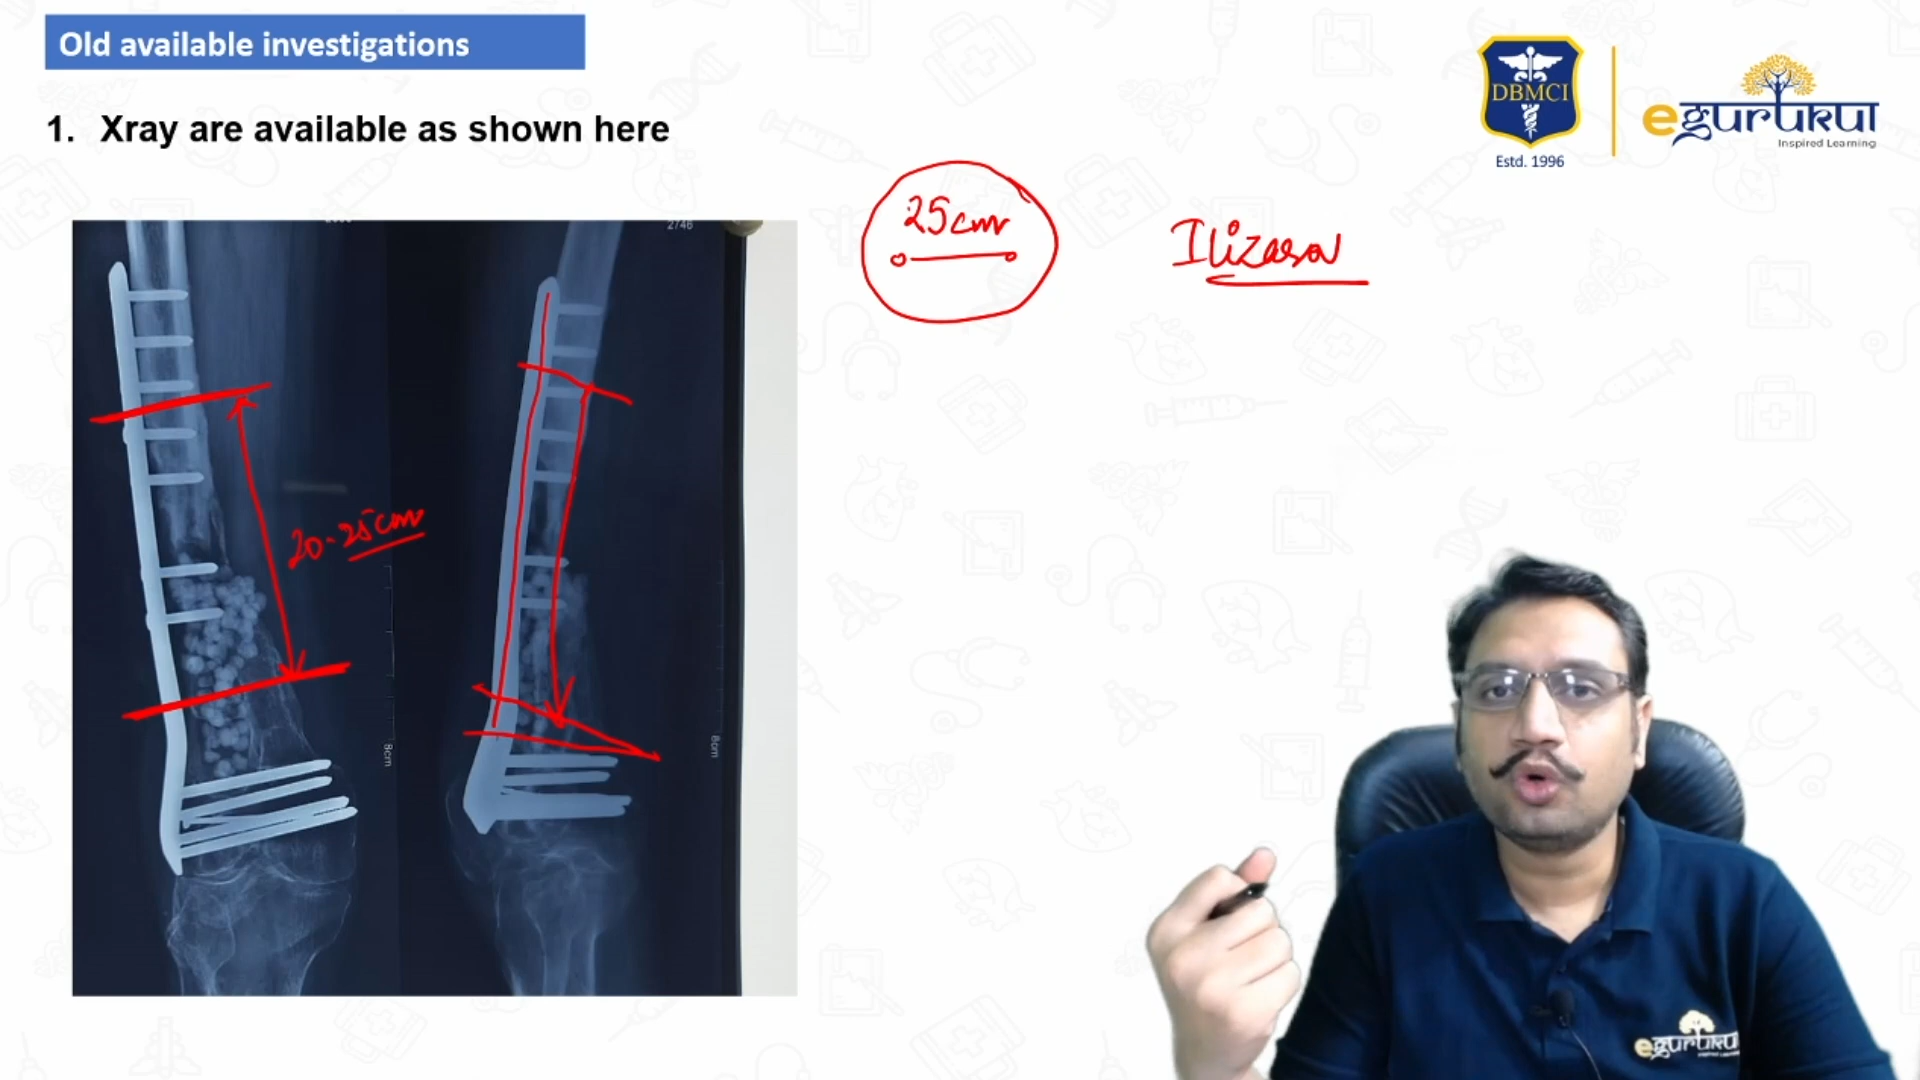 Old available investigations
1. Xray are available as shown here
DBMCI
Estd. 1996
egurukul
Inspired Learning
25cm
Ilizarov
2746
20-25cm
8cm
8cm
egurukul